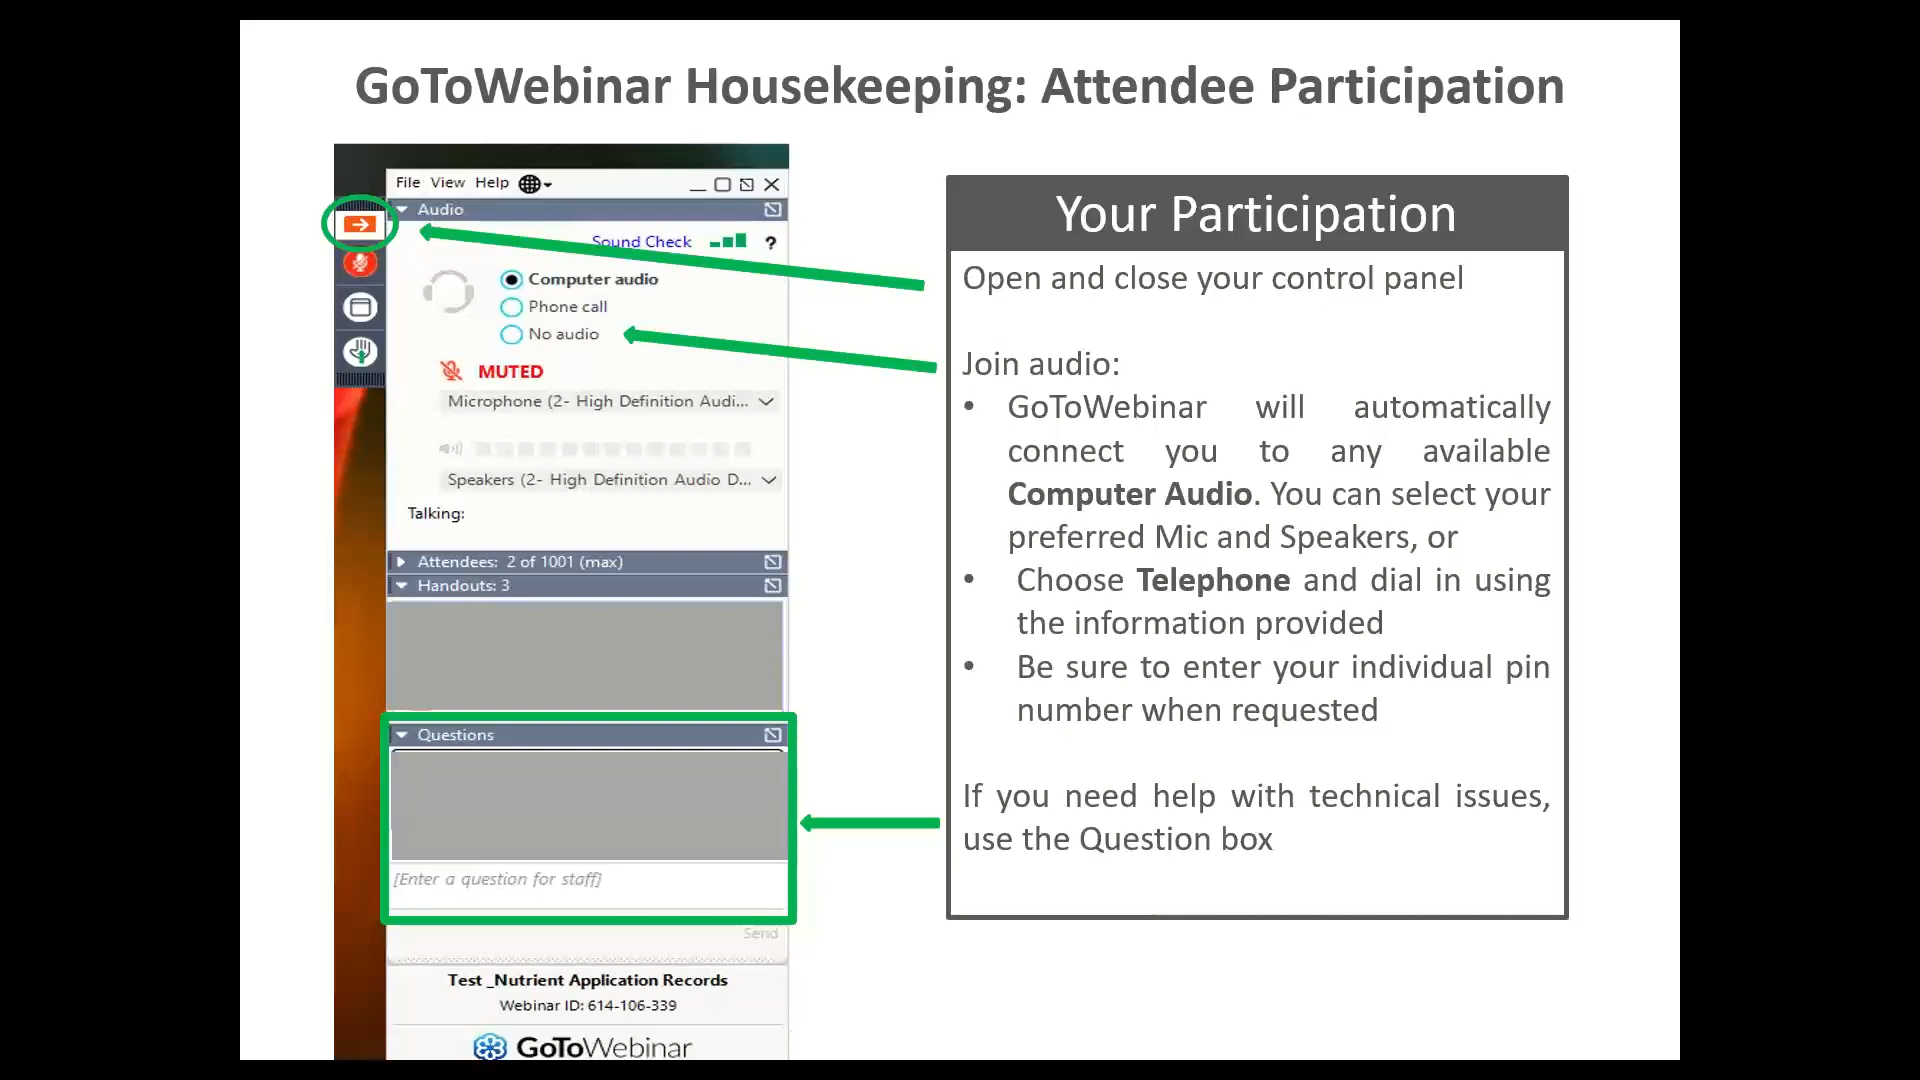 GoToWebinar Housekeeping: Attendee Participation
File View Help
Audio
Sound Check ?
Computer audio
Phone call
No audio
MUTED
Microphone (2- High Definition Audi...
Speakers (2- High Definition Audio D...
Talking:
Attendees: 2 of 1001 (max)
Handouts: 3
Questions
[Enter a question for staff]
Send
Test _Nutrient Application Records
Webinar ID: 614-106-339
GoToWebinar
Your Participation
Open and close your control panel
Join audio:
• GoToWebinar will automatically
connect you to any available
Computer Audio. You can select your
preferred Mic and Speakers, or
• Choose Telephone and dial in using
the information provided
• Be sure to enter your individual pin
number when requested
If you need help with technical issues,
use the Question box